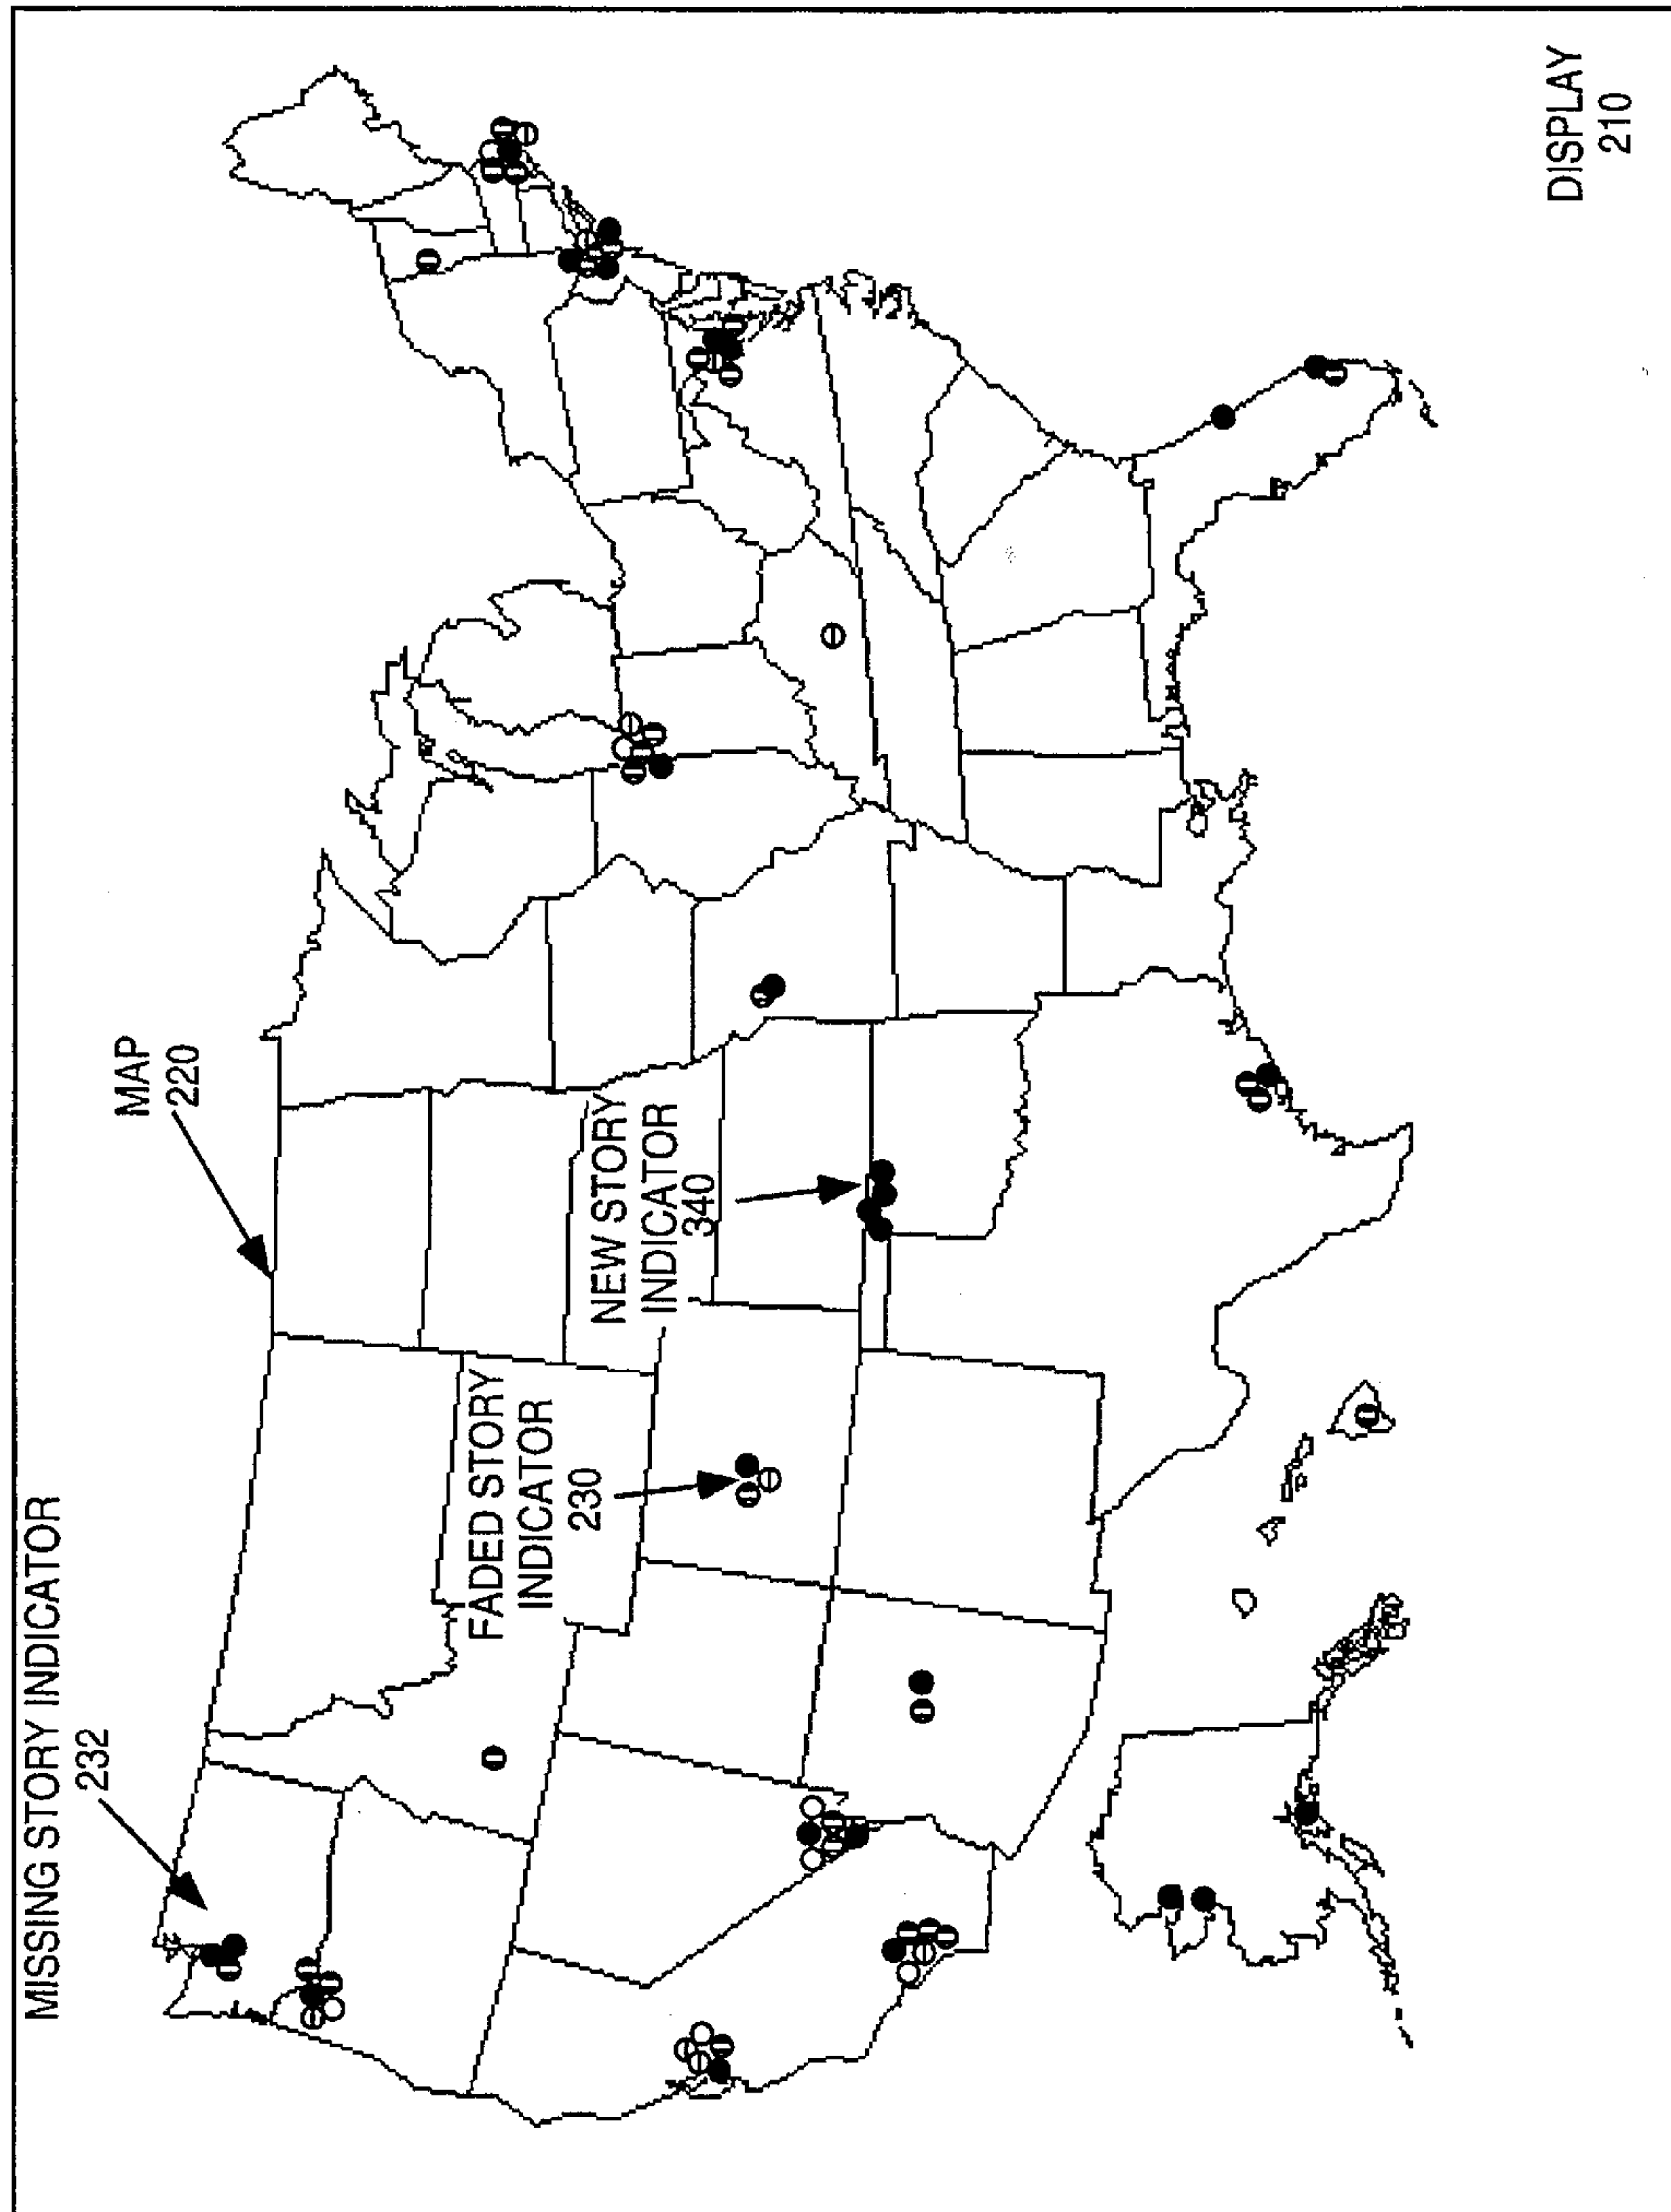 MISSING STORY INDICATOR
232
MAP
220
FADED STORY
INDICATOR
230
NEW STORY
INDICATOR
340
DISPLAY
210